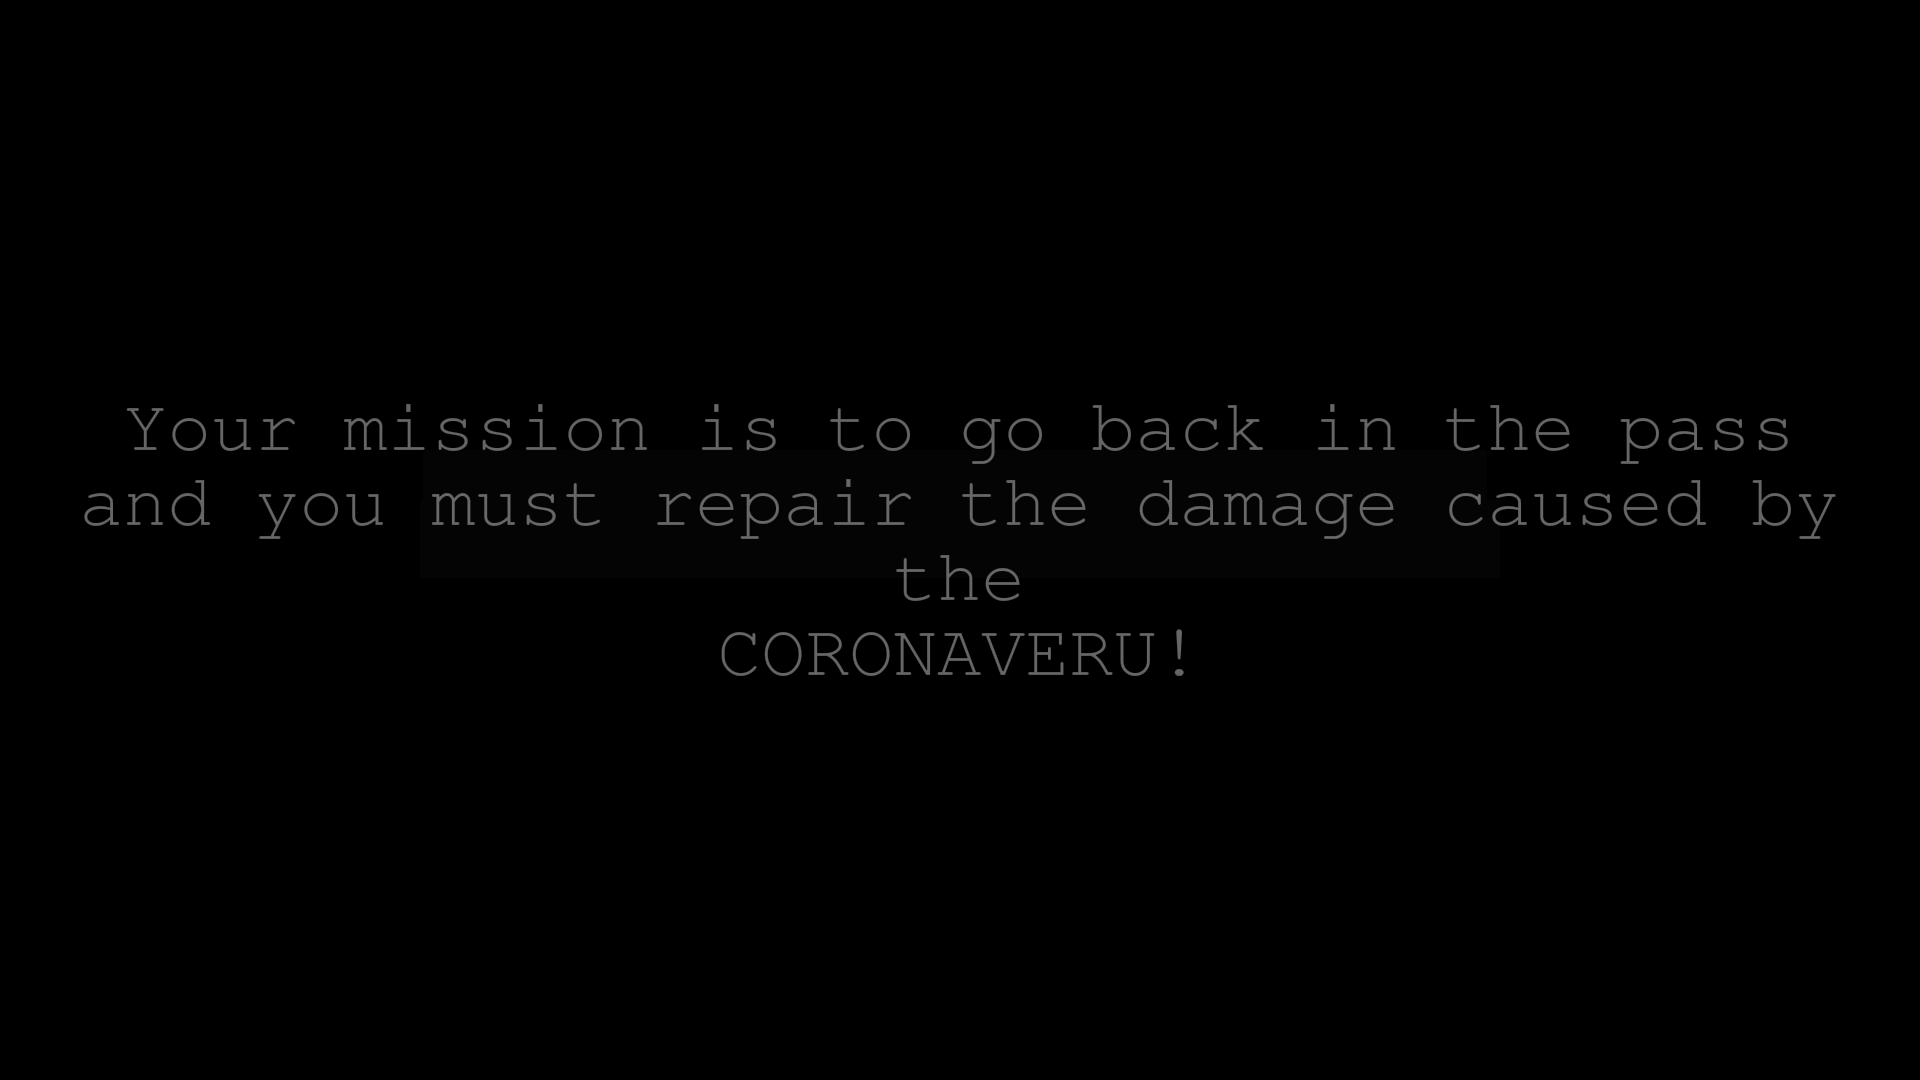 Your mission is to go back in the pass
and you must repair the damage caused by
the
CORONAVERU!